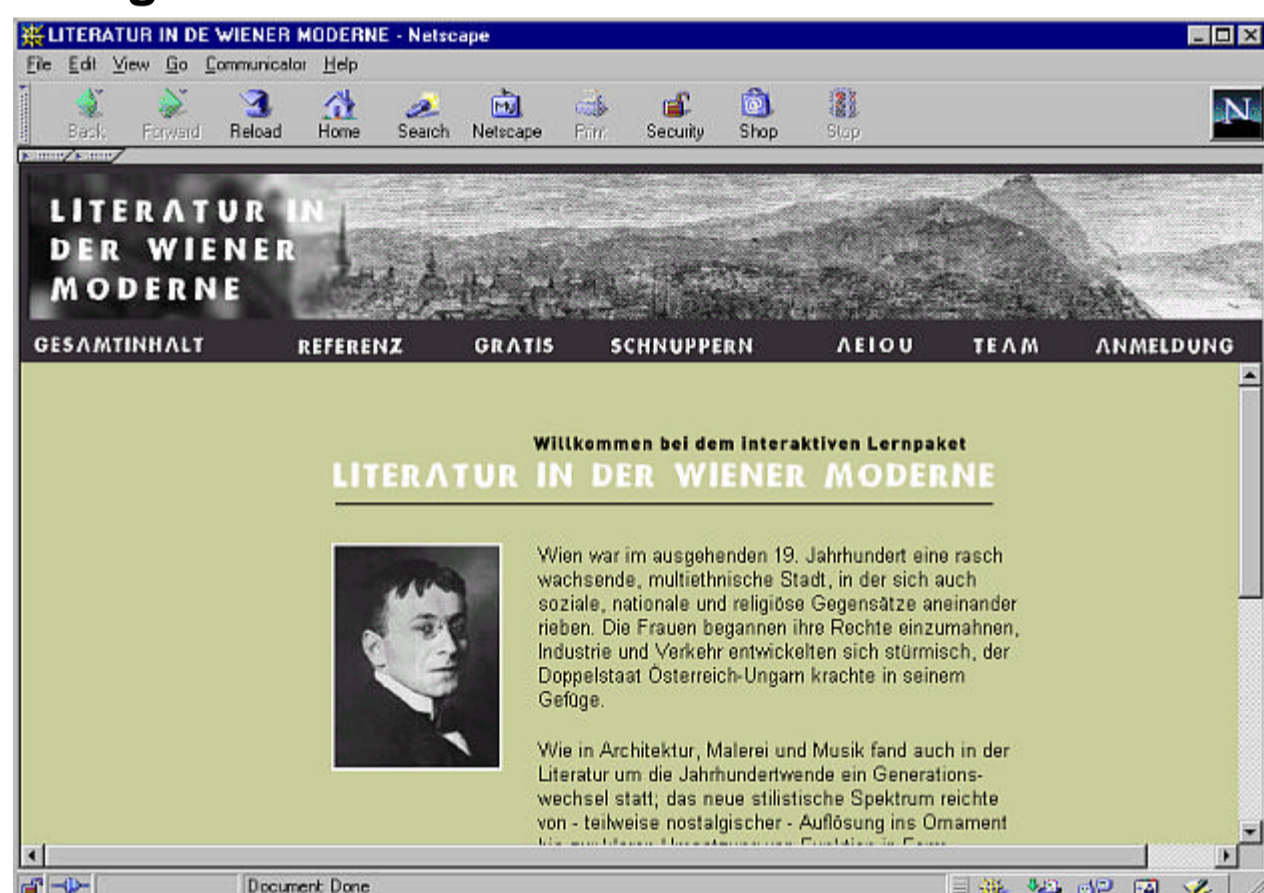 LITERATUR IN DE WIENER MODERNE - Netscape
File Edit View Go Communicator Help
Back Forward Reload Home Search Netscape Print Security Shop Stop
N
LITERATUR IN
DER WIENER
MODERNE
GESAMTINHALT REFERENZ GRATIS SCHNUPPERN AEIOU TEAM ANMELDUNG
Willkommen bei dem interaktiven Lernpaket
LITERATUR IN DER WIENER MODERNE
Wien war im ausgehenden 19. Jahrhundert eine rasch
wachsende, multiethnische Stadt, in der sich auch
soziale, nationale und religiöse Gegensätze aneinander
rieben. Die Frauen begannen ihre Rechte einzumahnen,
Industrie und Verkehr entwickelten sich stürmisch, der
Doppelstaat Österreich-Ungarn krachte in seinem
Gefüge.
Wie in Architektur, Malerei und Musik fand auch in der
Literatur um die Jahrhundertwende ein Generations-
wechsel statt; das neue stilistische Spektrum reichte
von - teilweise nostalgischer - Auflösung ins Ornament
Document: Done